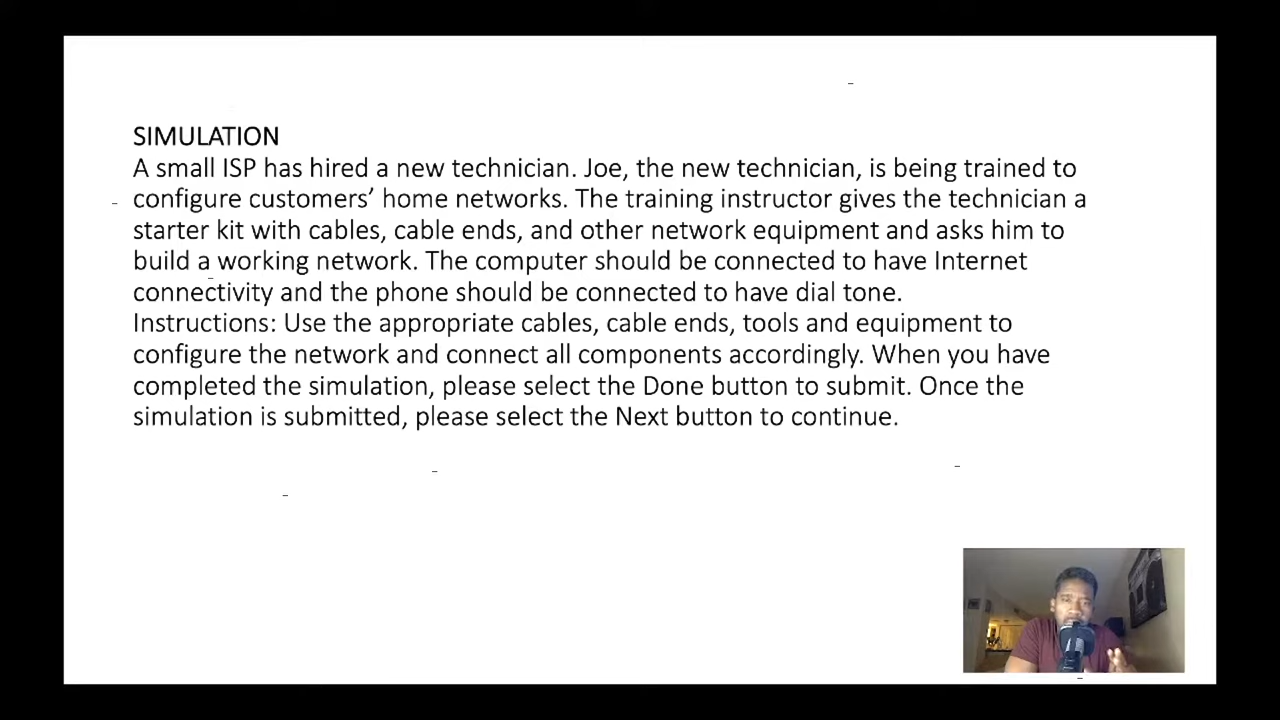 SIMULATION
A small ISP has hired a new technician. Joe, the new technician, is being trained to
configure customers’ home networks. The training instructor gives the technician a
starter kit with cables, cable ends, and other network equipment and asks him to
build a working network. The computer should be connected to have Internet
connectivity and the phone should be connected to have dial tone.
Instructions: Use the appropriate cables, cable ends, tools and equipment to
configure the network and connect all components accordingly. When you have
completed the simulation, please select the Done button to submit. Once the
simulation is submitted, please select the Next button to continue.